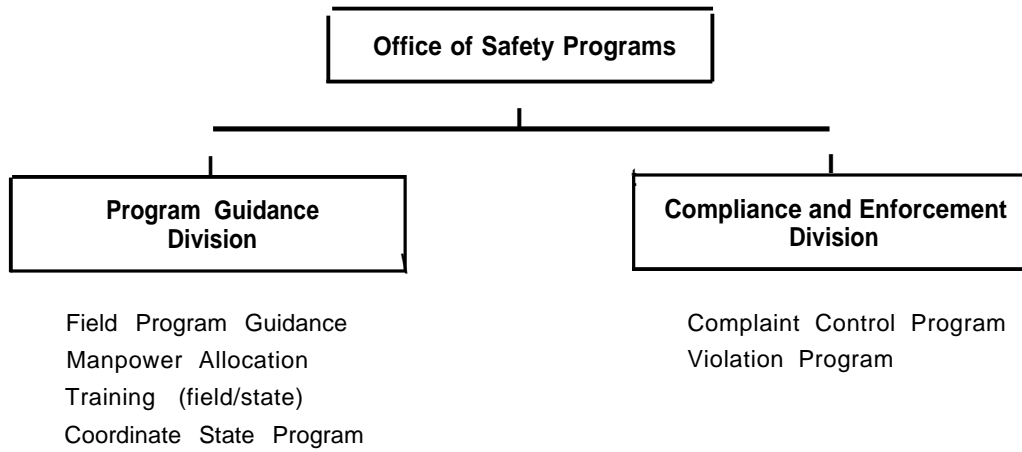 Office of Safety Programs
Program Guidance
Division
Compliance and Enforcement
Division
Field Program Guidance
Manpower Allocation
Training (field/state)
Coordinate State Program
Complaint Control Program
Violation Program